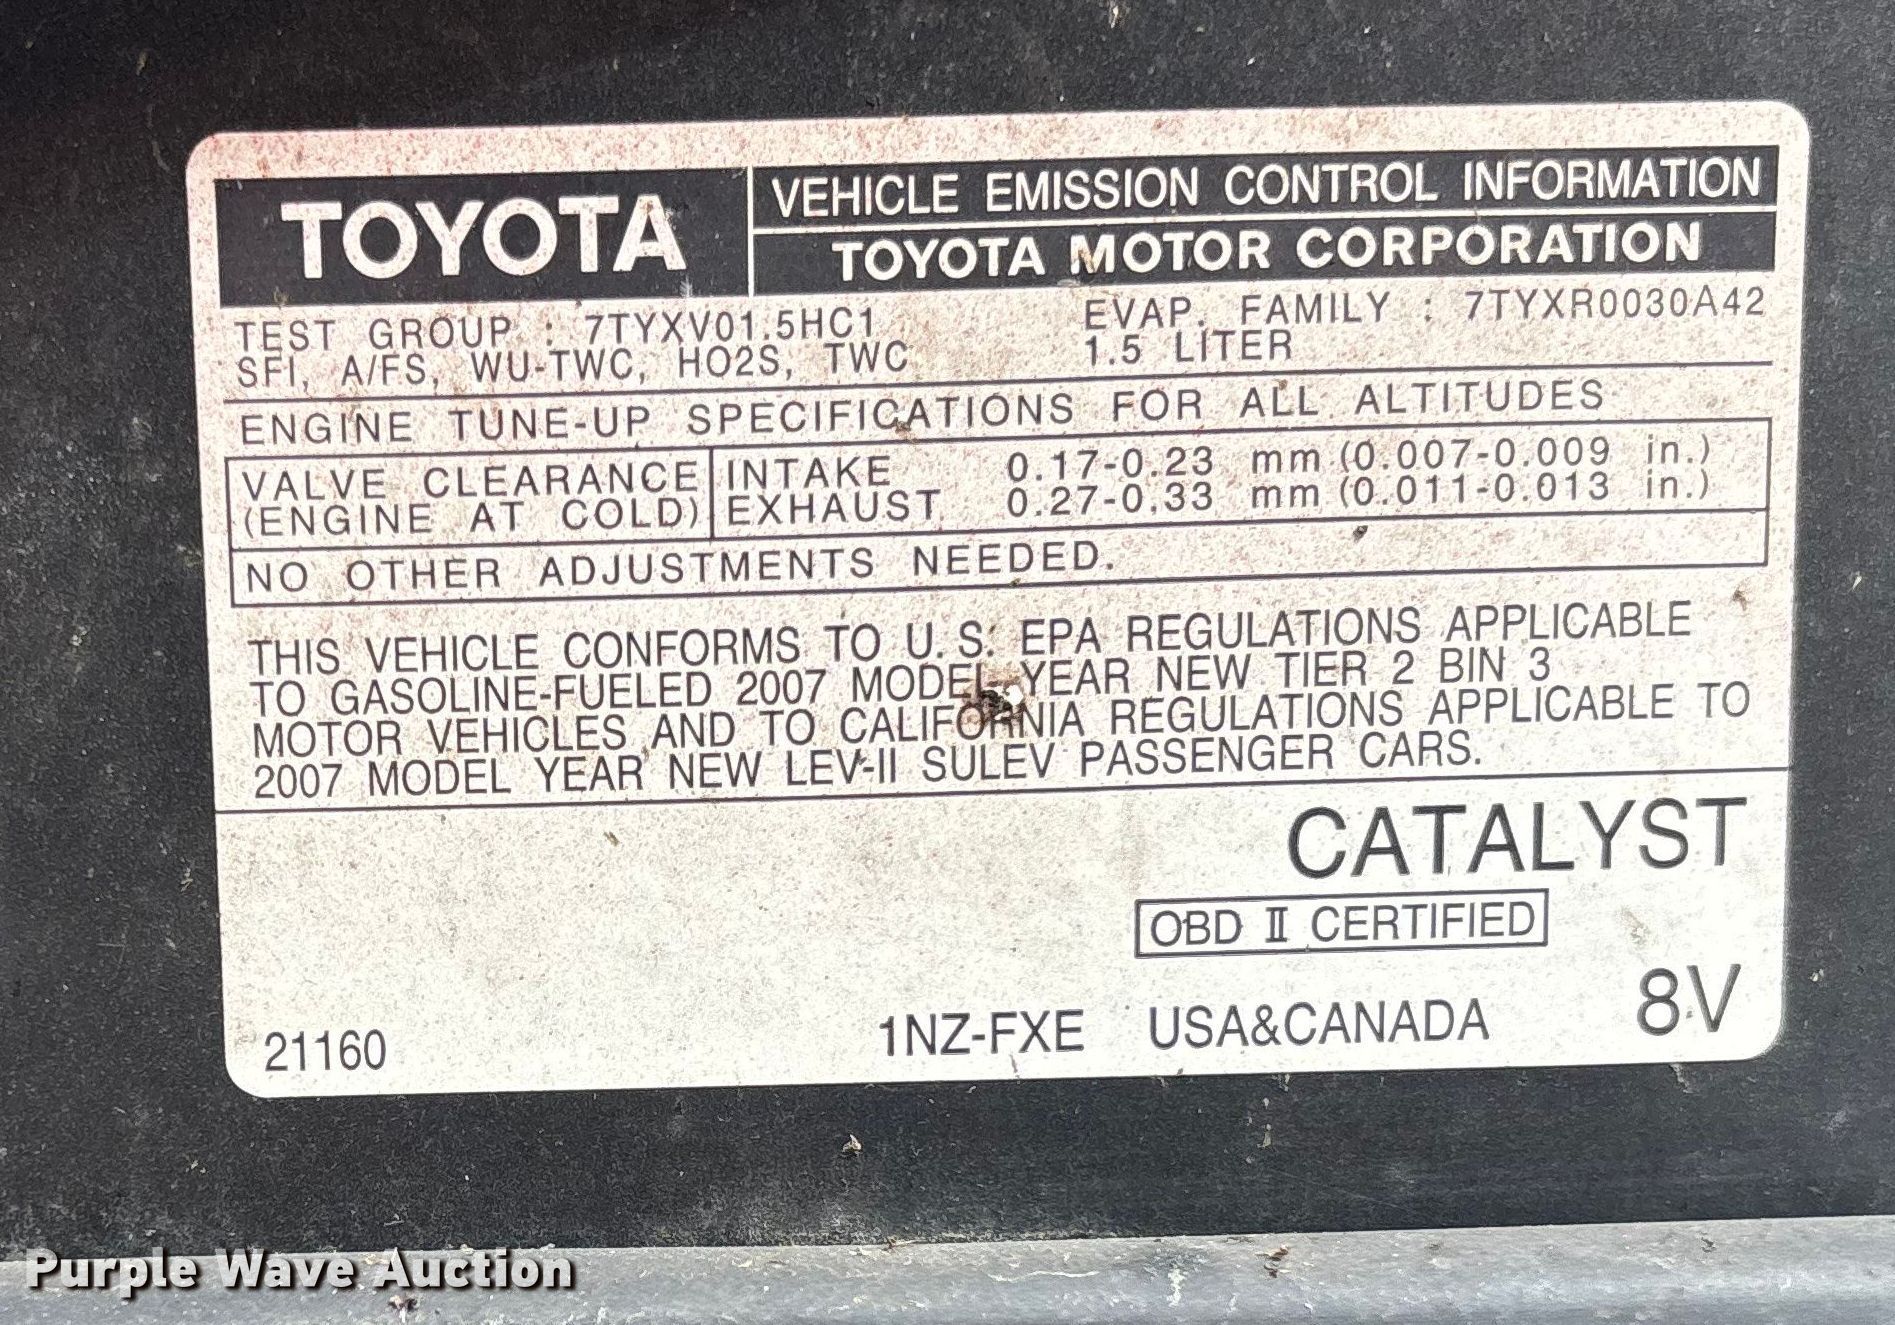 TOYOTA
VEHICLE EMISSION CONTROL INFORMATION
TOYOTA MOTOR CORPORATION
TEST GROUP : 7TYXV01.5HC1 EVAP. FAMILY : 7TYXR0030A42
SFI, A/FS, WU-TWC, HO2S, TWC 1.5 LITER
ENGINE TUNE-UP SPECIFICATIONS FOR ALL ALTITUDES
VALVE CLEARANCE INTAKE 0.17-0.23 mm (0.007-0.009 in.)
(ENGINE AT COLD) EXHAUST 0.27-0.33 mm (0.011-0.013 in.)
NO OTHER ADJUSTMENTS NEEDED.
THIS VEHICLE CONFORMS TO U.S. EPA REGULATIONS APPLICABLE
TO GASOLINE-FUELED 2007 MODEL YEAR NEW TIER 2 BIN 3
MOTOR VEHICLES AND TO CALIFORNIA REGULATIONS APPLICABLE TO
2007 MODEL YEAR NEW LEV-II SULEV PASSENGER CARS.
CATALYST
OBD II CERTIFIED
21160 1NZ-FXE USA&CANADA 8V
Purple Wave Auction